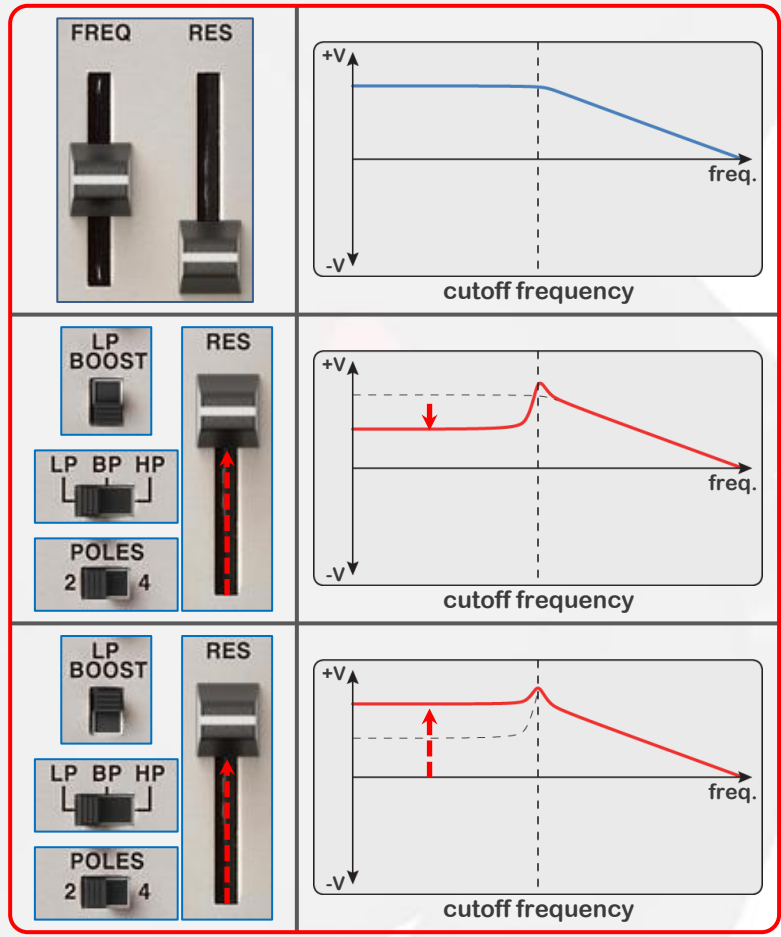 FREQ RES
+V
freq.
-V
cutoff frequency
LP
BOOST
RES
LP BP HP
POLES
2 4
+V
freq.
-V
cutoff frequency
LP
BOOST
RES
LP BP HP
POLES
2 4
+V
freq.
-V
cutoff frequency